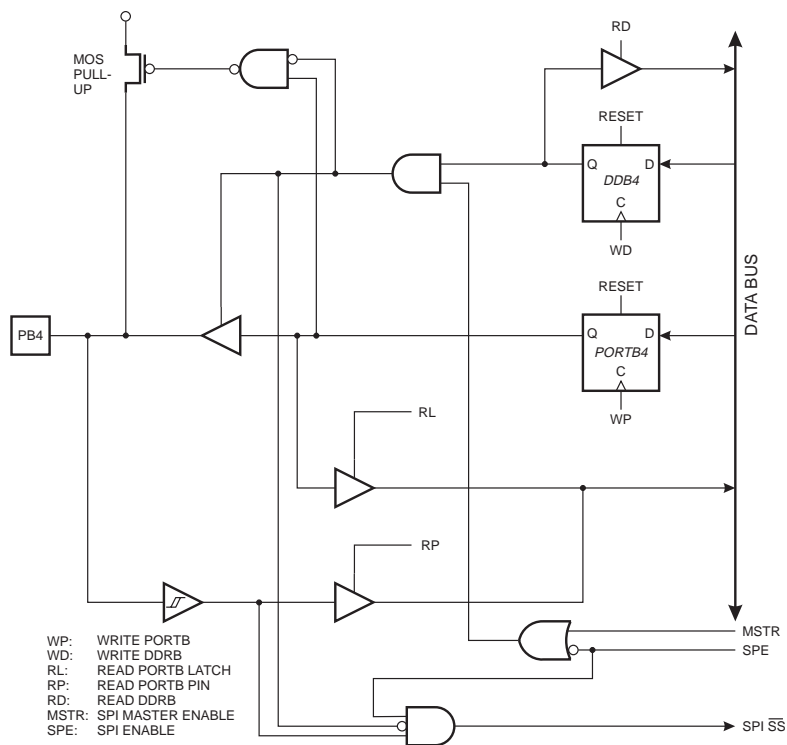 RD
MOS
PULL-
UP
RESET
Q D
DDB4
C
WD
RESET
PB4
Q D
PORTB4
C
WP
DATA BUS
RL
RP
WP: WRITE PORTB
WD: WRITE DDRB
RL: READ PORTB LATCH
RP: READ PORTB PIN
RD: READ DDRB
MSTR: SPI MASTER ENABLE
SPE: SPI ENABLE
MSTR
SPE
SPI S̅S̅